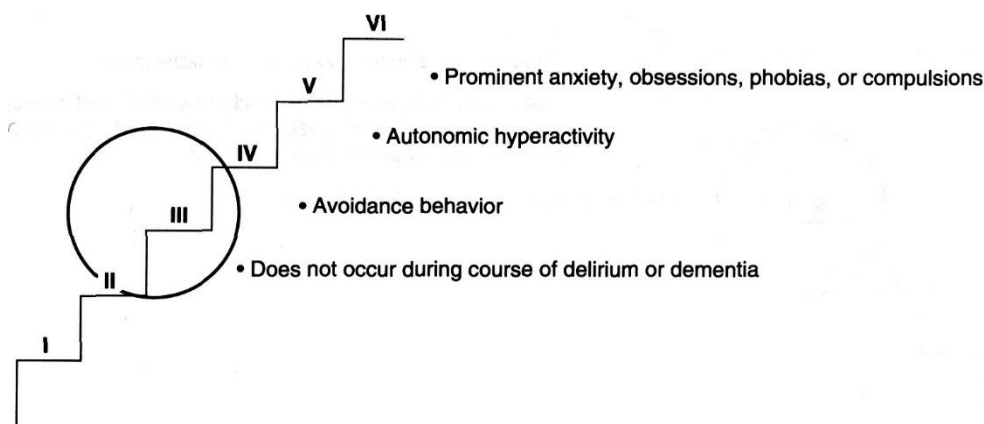 VI
• Prominent anxiety, obsessions, phobias, or compulsions
V
• Autonomic hyperactivity
IV
• Avoidance behavior
III
• Does not occur during course of delirium or dementia
II
I